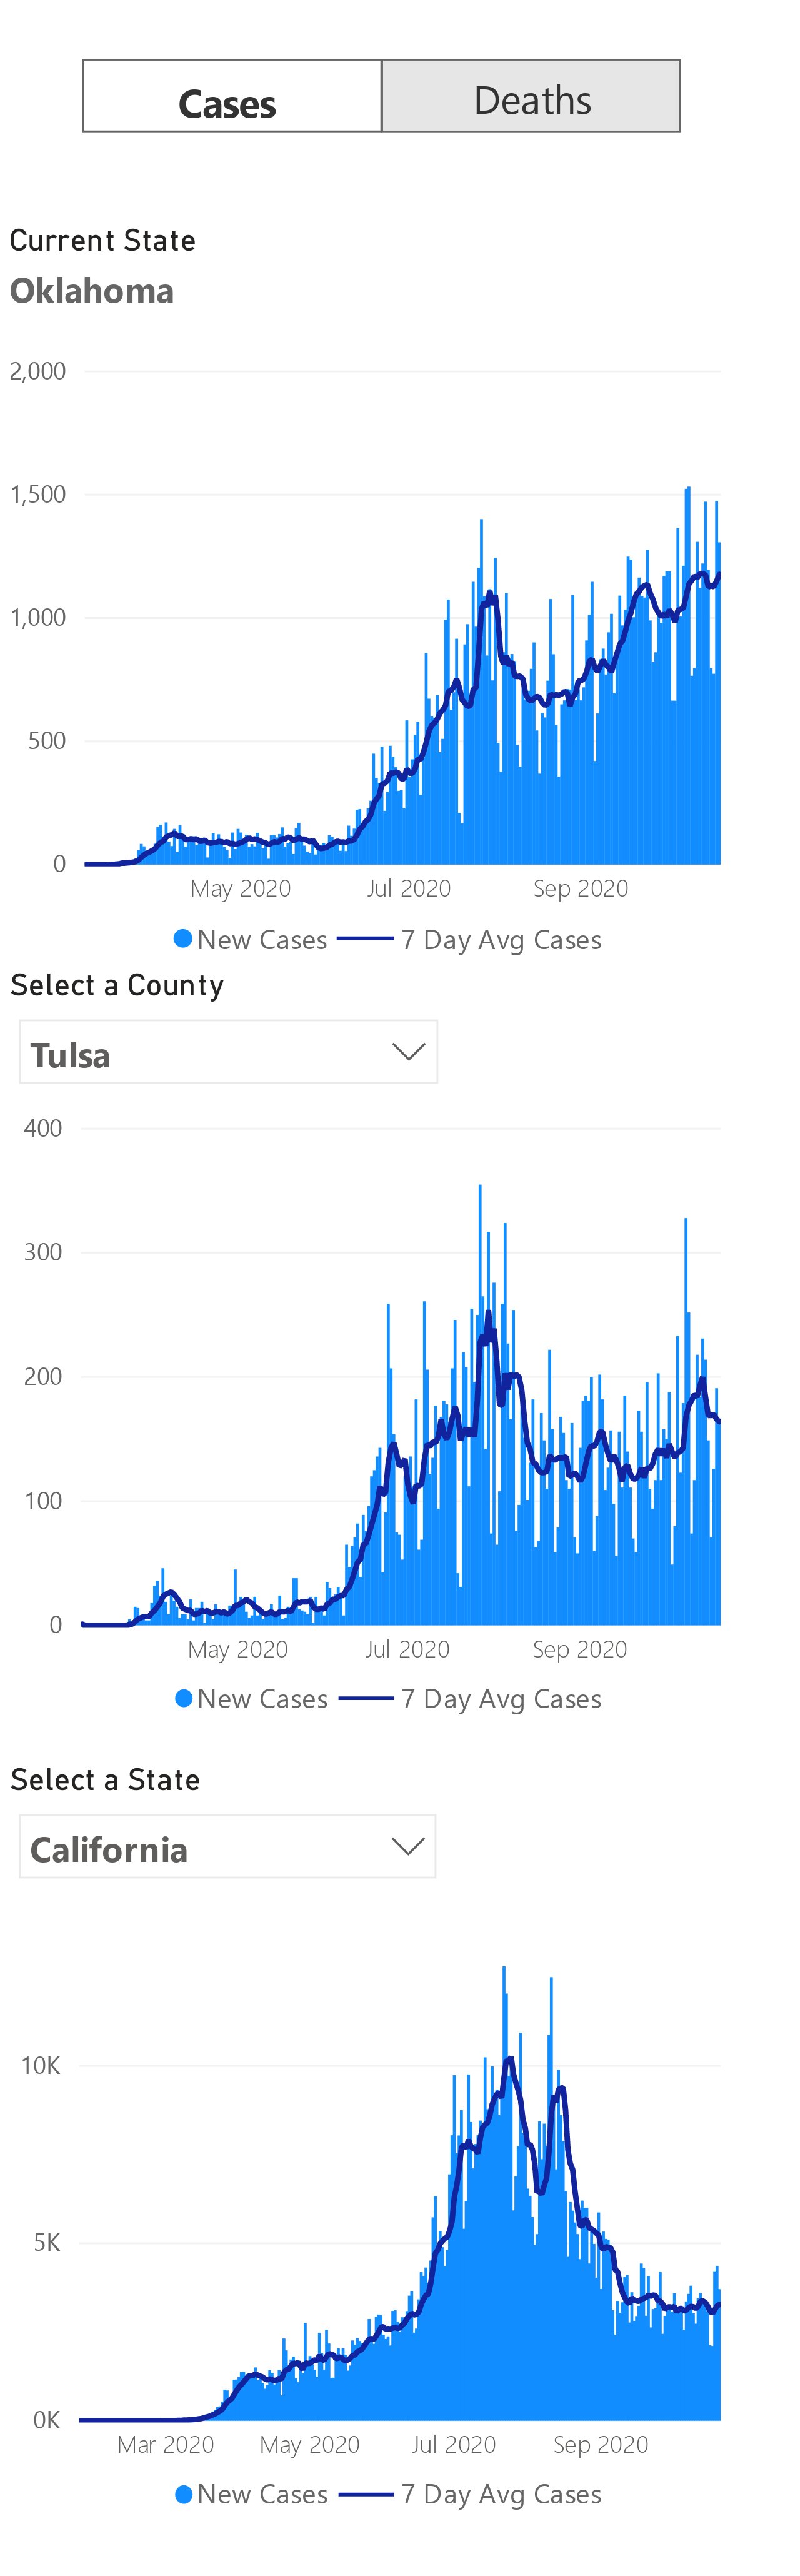 Cases Deaths
Current State
Oklahoma
2,000
1,500
1,000
500
0
May 2020 Jul 2020 Sep 2020
New Cases 7 Day Avg Cases
Select a County
Tulsa
400
300
200
100
0
May 2020 Jul 2020 Sep 2020
New Cases 7 Day Avg Cases
Select a State
California
10K
5K
0K
Mar 2020 May 2020 Jul 2020 Sep 2020
New Cases 7 Day Avg Cases